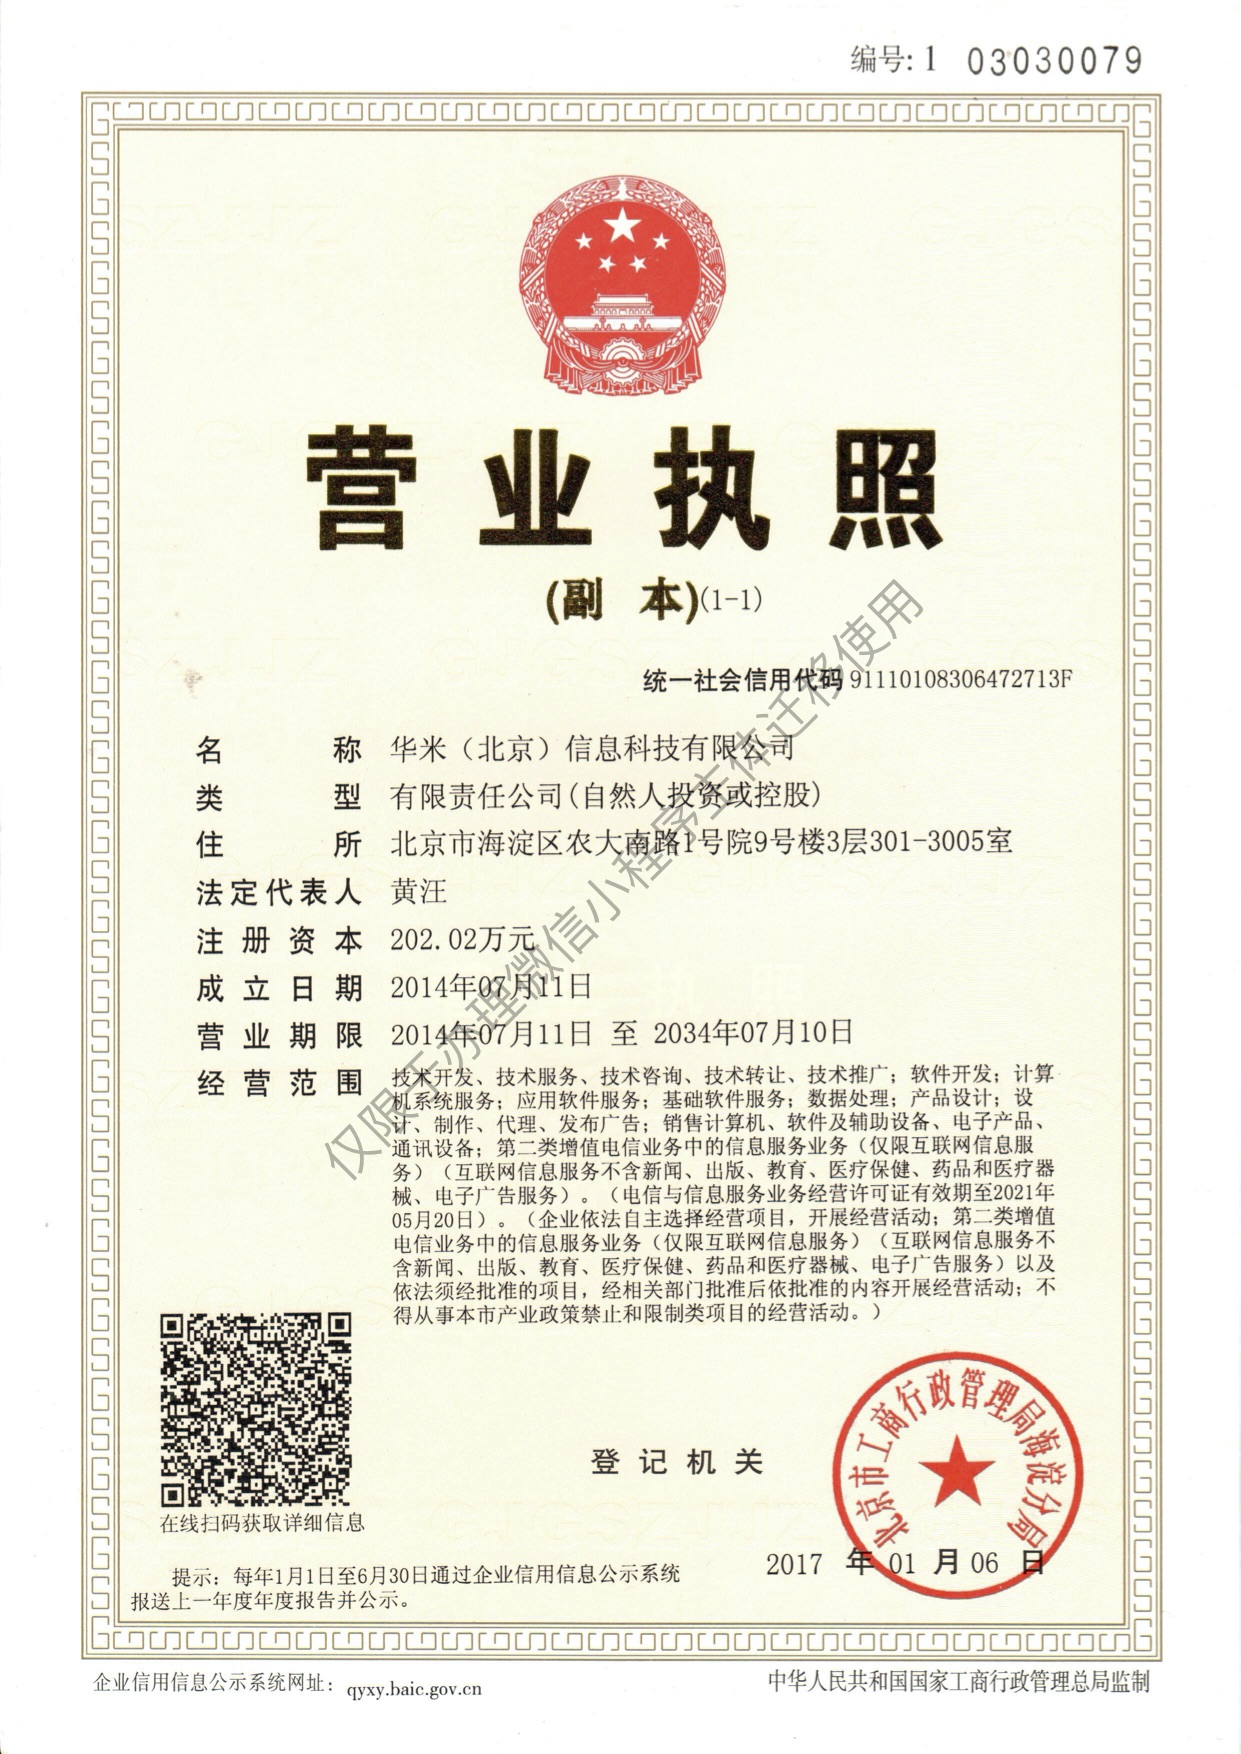 编号: 1 03030079
营业执照
(副 本)(1-1)
统一社会信用代码 91110108306472713F
名 称 华米（北京）信息科技有限公司
类 型 有限责任公司(自然人投资或控股)
住 所 北京市海淀区农大南路1号院9号楼3层301-3005室
法定代表人 黄汪
注册资本 202.02万元
成立日期 2014年07月11日
营业期限 2014年07月11日 至 2034年07月10日
经营范围 技术开发、技术服务、技术咨询、技术转让、技术推广；软件开发；计算
机系统服务；应用软件服务；基础软件服务；数据处理；产品设计；设
计、制作、代理、发布广告；销售计算机、软件及辅助设备、电子产品、
通讯设备；第二类增值电信业务中的信息服务业务（仅限互联网信息服
务）（互联网信息服务不含新闻、出版、教育、医疗保健、药品和医疗器
械、电子广告服务）。（电信与信息服务业务经营许可证有效期至2021年
05月20日）。（企业依法自主选择经营项目，开展经营活动；第二类增值
电信业务中的信息服务业务（仅限互联网信息服务）（互联网信息服务不
含新闻、出版、教育、医疗保健、药品和医疗器械、电子广告服务）以及
依法须经批准的项目，经相关部门批准后依批准的内容开展经营活动；不
得从事本市产业政策禁止和限制类项目的经营活动。）
仅限于办理微信小程序主体迁移使用
在线扫码获取详细信息
登记机关
北京市工商行政管理局海淀分局
2017 年 01 月 06 日
提示：每年1月1日至6月30日通过企业信用信息公示系统
报送上一年度年度报告并公示。
企业信用信息公示系统网址： qyxy.baic.gov.cn
中华人民共和国国家工商行政管理总局监制